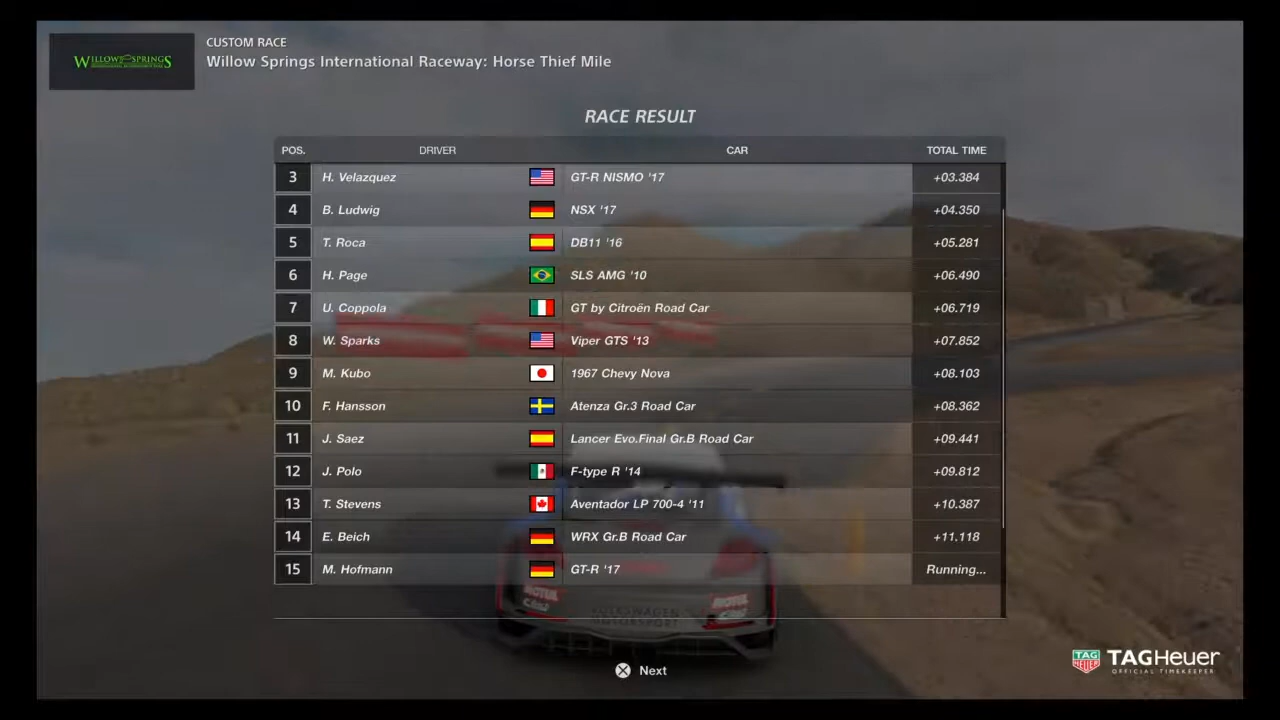 WILLOW SPRINGS
CUSTOM RACE
Willow Springs International Raceway: Horse Thief Mile
RACE RESULT
POS. DRIVER CAR TOTAL TIME
3 H. Velazquez GT-R NISMO '17 +03.384
4 B. Ludwig NSX '17 +04.350
5 T. Roca DB11 '16 +05.281
6 H. Page SLS AMG '10 +06.490
7 U. Coppola GT by Citroën Road Car +06.719
8 W. Sparks Viper GTS '13 +07.852
9 M. Kubo 1967 Chevy Nova +08.103
10 F. Hansson Atenza Gr.3 Road Car +08.362
11 J. Saez Lancer Evo.Final Gr.B Road Car +09.441
12 J. Polo F-type R '14 +09.812
13 T. Stevens Aventador LP 700-4 '11 +10.387
14 E. Beich WRX Gr.B Road Car +11.118
15 M. Hofmann GT-R '17 Running...
MOTUL MOTUL
VOLKSWAGEN
MOTORSPORT
Next
TAG HEUER TAGHeuer
OFFICIAL TIMEKEEPER